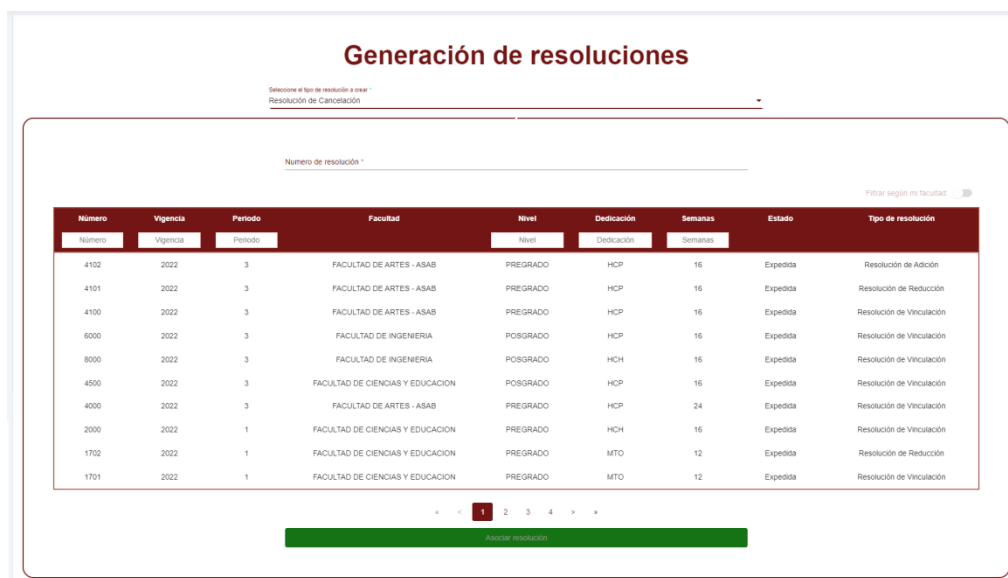 Generación de resoluciones
Seleccione el tipo de resolución a crear *
Resolución de Cancelación
Numero de resolución *
Filtrar según mi facultad:
Número Vigencia Periodo Facultad Nivel Dedicación Semanas Estado Tipo de resolución
Número Vigencia Periodo Nivel Dedicación Semanas
4102 2022 3 FACULTAD DE ARTES - ASAB PREGRADO HCP 16 Expedida Resolución de Adición
4101 2022 3 FACULTAD DE ARTES - ASAB PREGRADO HCP 16 Expedida Resolución de Reducción
4100 2022 3 FACULTAD DE ARTES - ASAB PREGRADO HCP 16 Expedida Resolución de Vinculación
6000 2022 3 FACULTAD DE INGENIERIA POSGRADO HCP 16 Expedida Resolución de Vinculación
8000 2022 3 FACULTAD DE INGENIERIA POSGRADO HCH 16 Expedida Resolución de Vinculación
4500 2022 3 FACULTAD DE CIENCIAS Y EDUCACION POSGRADO HCP 16 Expedida Resolución de Vinculación
4000 2022 3 FACULTAD DE ARTES - ASAB PREGRADO HCP 24 Expedida Resolución de Vinculación
2000 2022 1 FACULTAD DE CIENCIAS Y EDUCACION PREGRADO HCH 16 Expedida Resolución de Vinculación
1702 2022 1 FACULTAD DE CIENCIAS Y EDUCACION PREGRADO MTO 12 Expedida Resolución de Reducción
1701 2022 1 FACULTAD DE CIENCIAS Y EDUCACION PREGRADO MTO 12 Expedida Resolución de Vinculación
« < 1 2 3 4 > »
Asociar resolución